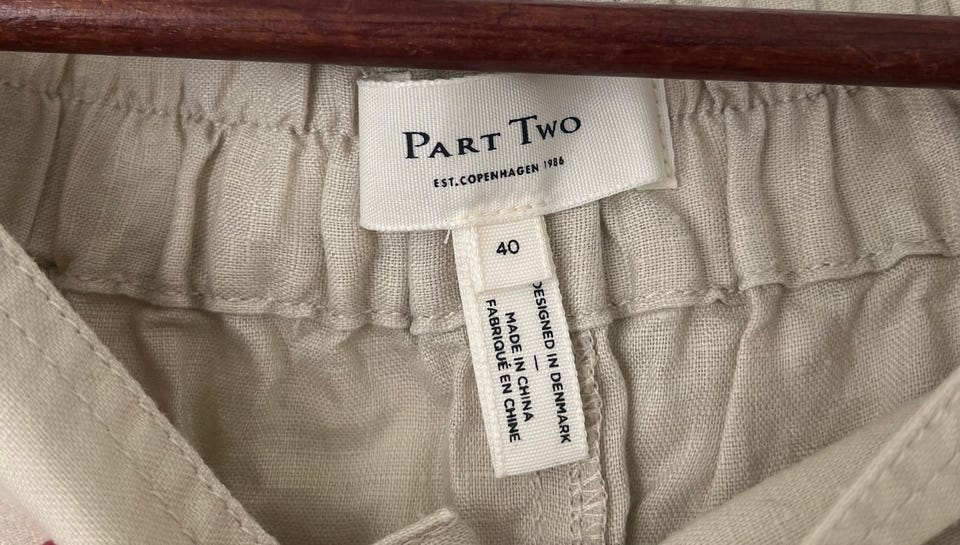 PART TWO
EST. COPENHAGEN 1986
40
DESIGNED IN DENMARK
—
MADE IN CHINA
FABRIQUÉ EN CHINE